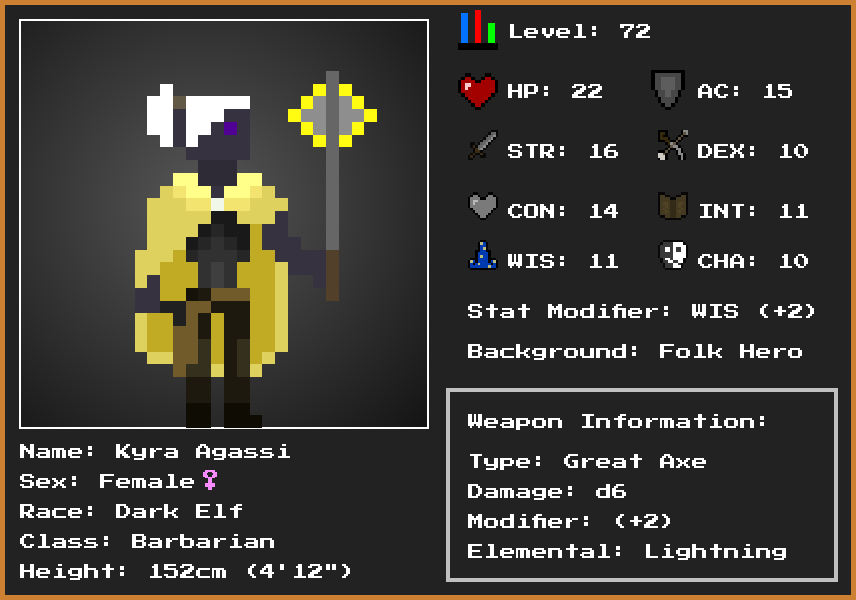 Level: 72
HP: 22
AC: 15
STR: 16
DEX: 10
CON: 14
INT: 11
WIS: 11
CHA: 10
Stat Modifier: WIS (+2)
Background: Folk Hero
Name: Kyra Agassi
Sex: Female♀
Race: Dark Elf
Class: Barbarian
Height: 152cm (4'12")
Weapon Information:
Type: Great Axe
Damage: d6
Modifier: (+2)
Elemental: Lightning